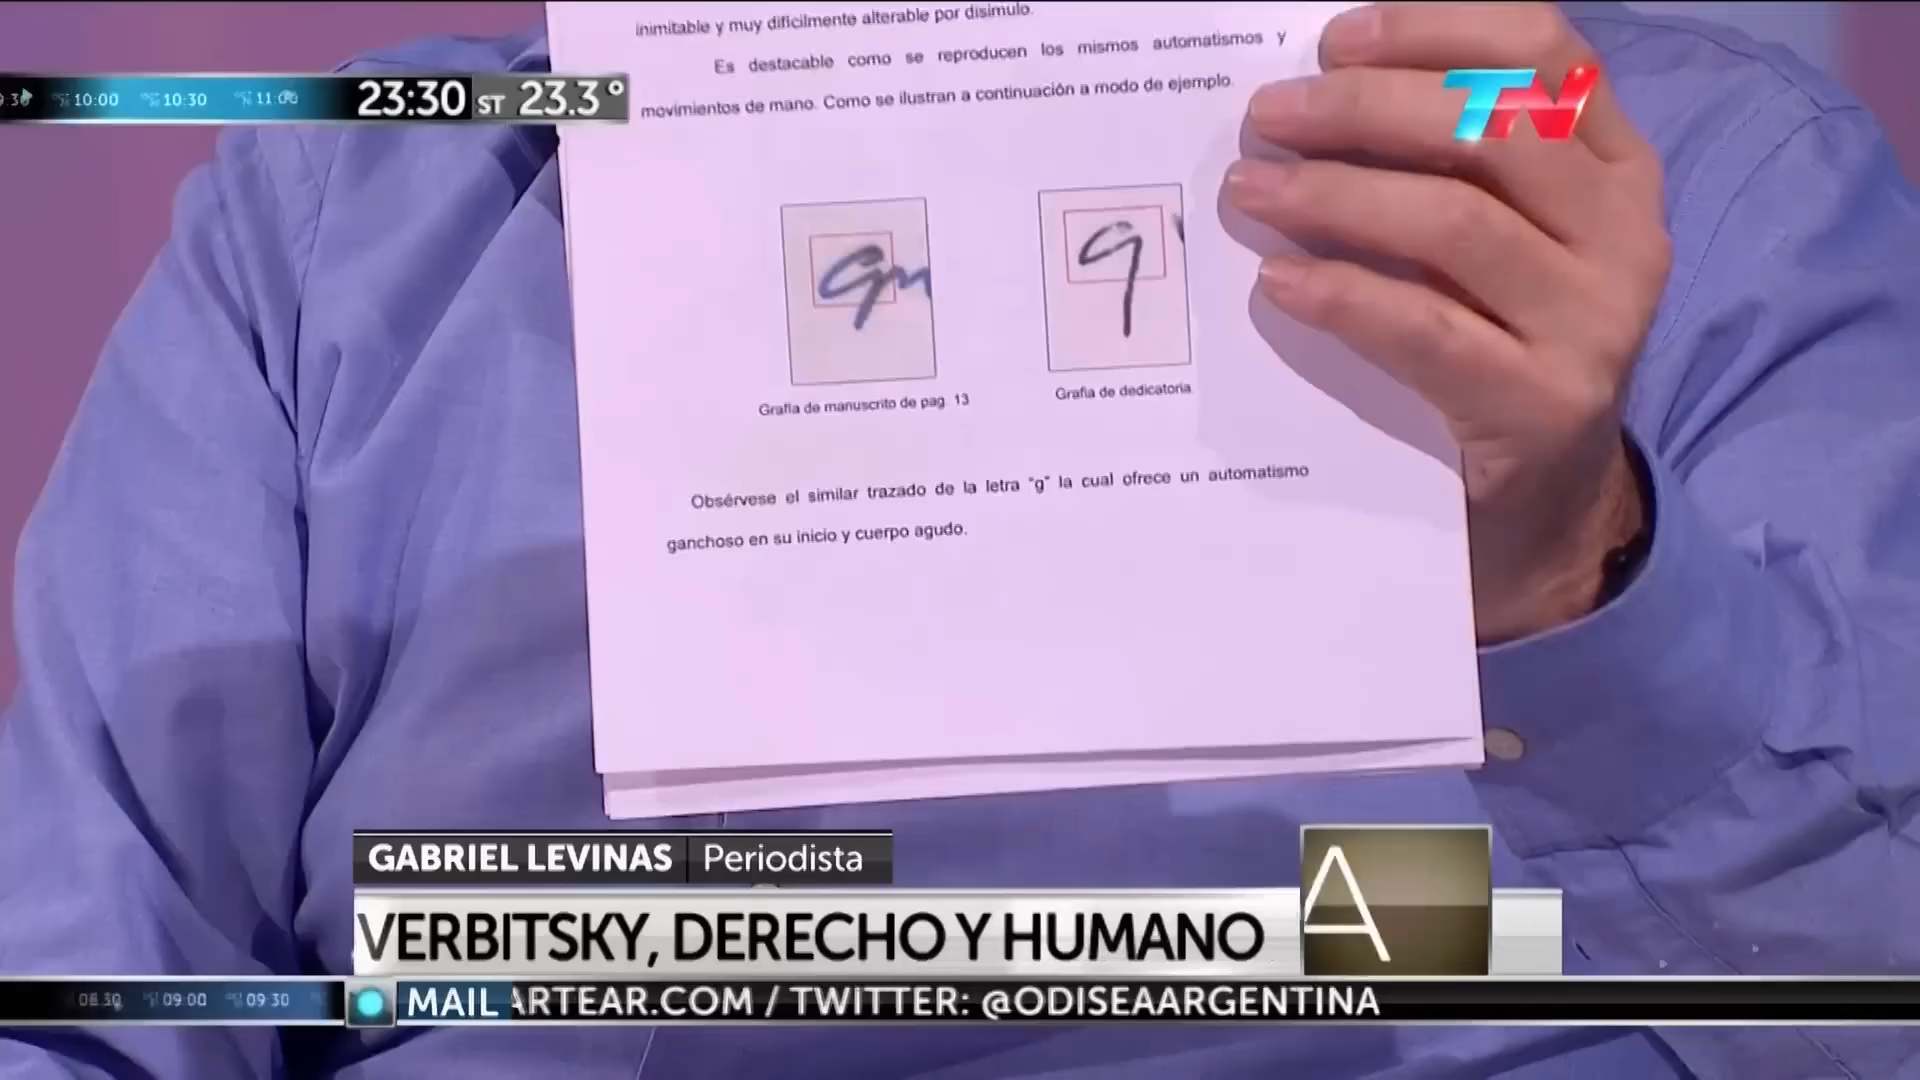 inimitable y muy dificilmente alterable por disimulo.
Es destacable como se reproducen los mismos automatismos y
movimientos de mano. Como se ilustran a continuación a modo de ejemplo.
10:00 10:30 11:00
23:30 ST 23.3°
TN
gn
g
Grafia de manuscrito de pag. 13
Grafia de dedicatoria
Obsérvese el similar trazado de la letra "g" la cual ofrece un automatismo
ganchoso en su inicio y cuerpo agudo.
GABRIEL LEVINAS Periodista
VERBITSKY, DERECHO Y HUMANO
A
08:30 09:00 09:30
MAIL ARTEAR.COM / TWITTER: @ODISEAARGENTINA